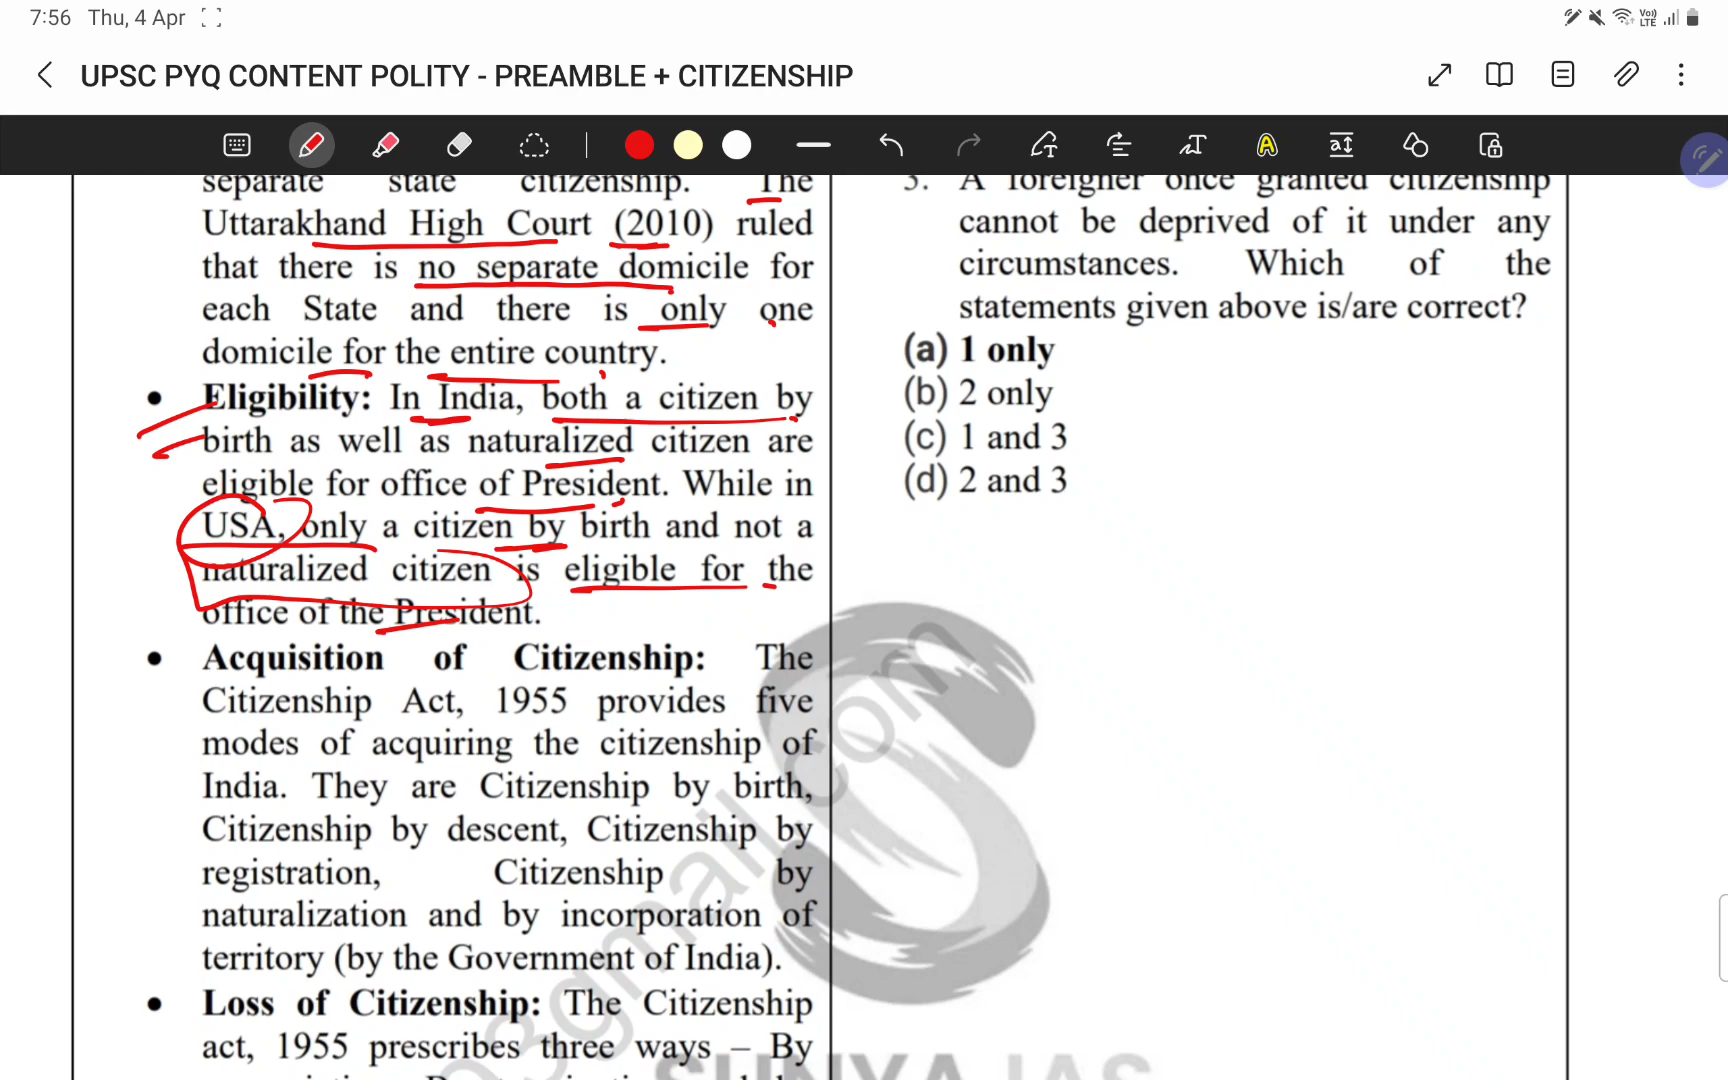 7:56 Thu, 4 Apr
Vo)) LTE
UPSC PYQ CONTENT POLITY - PREAMBLE + CITIZENSHIP
separate state citizenship. The
Uttarakhand High Court (2010) ruled
that there is no separate domicile for
each State and there is only one
domicile for the entire country.
• Eligibility: In India, both a citizen by
birth as well as naturalized citizen are
eligible for office of President. While in
USA, only a citizen by birth and not a
naturalized citizen is eligible for the
office of the President.
• Acquisition of Citizenship: The
Citizenship Act, 1955 provides five
modes of acquiring the citizenship of
India. They are Citizenship by birth,
Citizenship by descent, Citizenship by
registration, Citizenship by
naturalization and by incorporation of
territory (by the Government of India).
• Loss of Citizenship: The Citizenship
act, 1955 prescribes three ways – By
3. A foreigner once granted citizenship
cannot be deprived of it under any
circumstances. Which of the
statements given above is/are correct?
(a) 1 only
(b) 2 only
(c) 1 and 3
(d) 2 and 3
3gmail.com
IAS